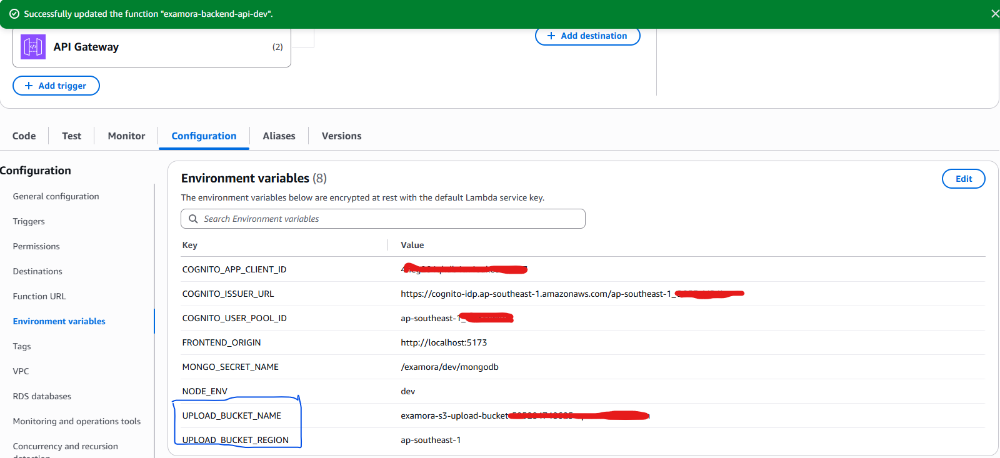 Successfully updated the function "examora-backend-api-dev".
API Gateway (2)
Add destination
Add trigger
Code Test Monitor Configuration Aliases Versions
Configuration
General configuration
Triggers
Permissions
Destinations
Function URL
Environment variables
Tags
VPC
RDS databases
Monitoring and operations tools
Concurrency and recursion
detection
Environment variables (8)
Edit
The environment variables below are encrypted at rest with the default Lambda service key.
Search Environment variables
Key Value
COGNITO_APP_CLIENT_ID
COGNITO_ISSUER_URL https://cognito-idp.ap-southeast-1.amazonaws.com/ap-southeast-1_
COGNITO_USER_POOL_ID ap-southeast-1_
FRONTEND_ORIGIN http://localhost:5173
MONGO_SECRET_NAME /examora/dev/mongodb
NODE_ENV dev
UPLOAD_BUCKET_NAME examora-s3-upload-bucket
UPLOAD_BUCKET_REGION ap-southeast-1